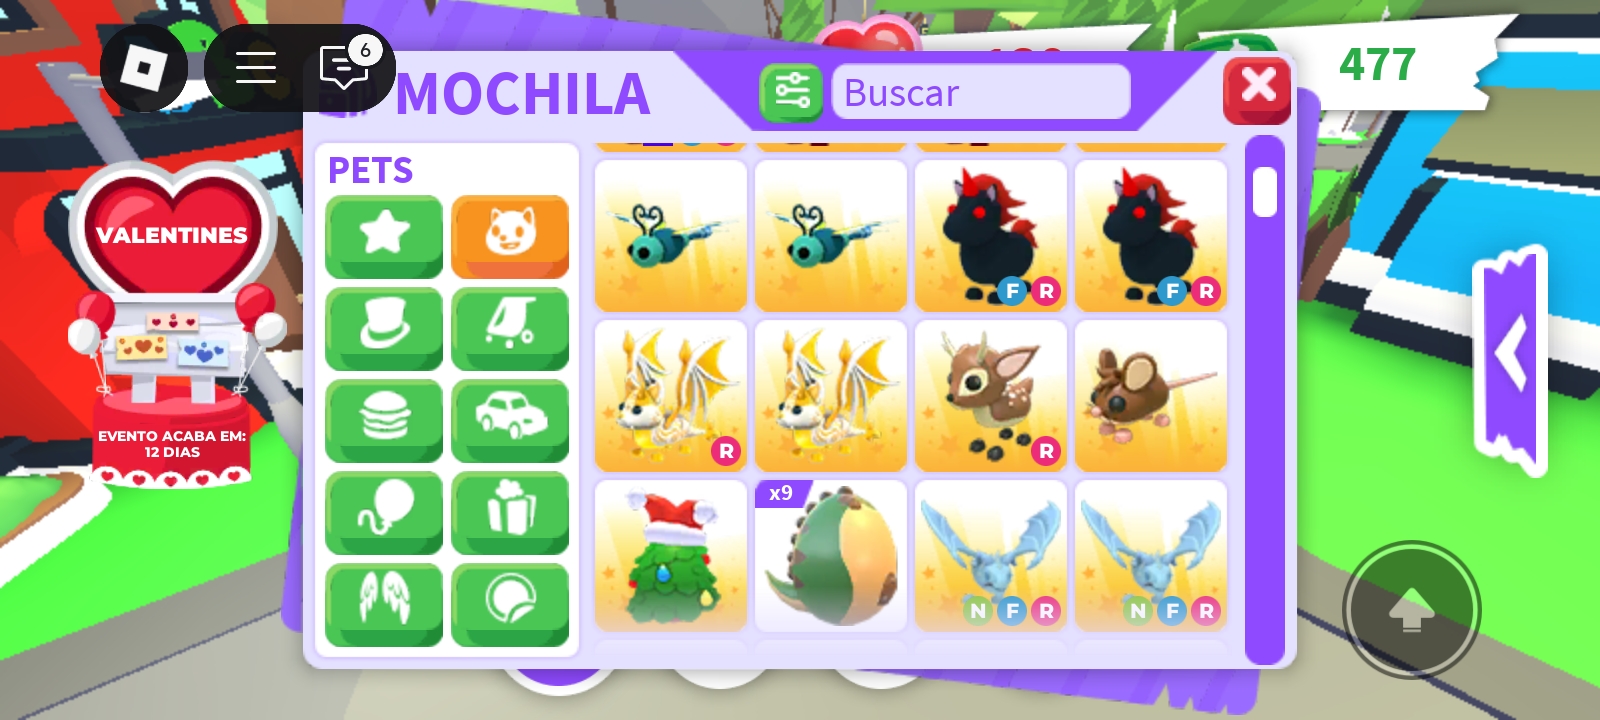 6
MOCHILA
Buscar
477
PETS
VALENTINES
EVENTO ACABA EM:
12 DIAS
F R
F R
R
R
x9
N F R
N F R